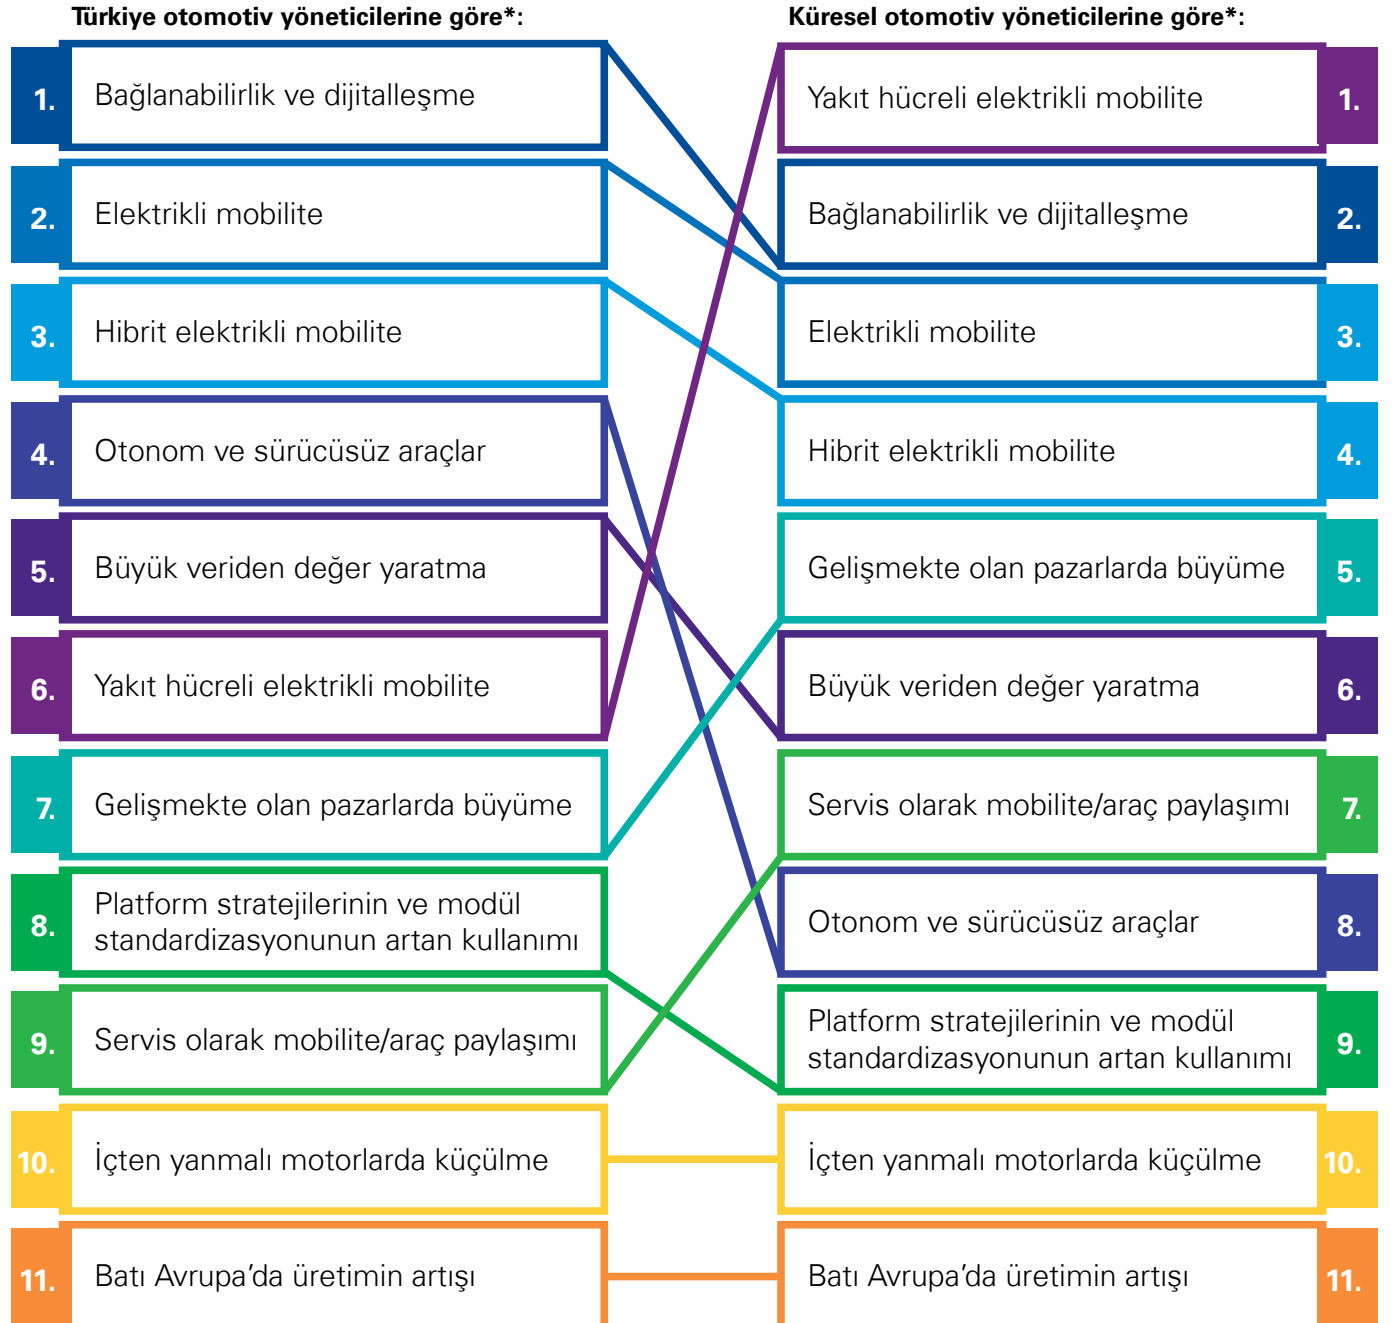 Türkiye otomotiv yöneticilerine göre*:
1. Bağlanabilirlik ve dijitalleşme
2. Elektrikli mobilite
3. Hibrit elektrikli mobilite
4. Otonom ve sürücüsüz araçlar
5. Büyük veriden değer yaratma
6. Yakıt hücreli elektrikli mobilite
7. Gelişmekte olan pazarlarda büyüme
8. Platform stratejilerinin ve modül
standardizasyonunun artan kullanımı
9. Servis olarak mobilite/araç paylaşımı
10. İçten yanmalı motorlarda küçülme
11. Batı Avrupa’da üretimin artışı
Küresel otomotiv yöneticilerine göre*:
Yakıt hücreli elektrikli mobilite 1.
Bağlanabilirlik ve dijitalleşme 2.
Elektrikli mobilite 3.
Hibrit elektrikli mobilite 4.
Gelişmekte olan pazarlarda büyüme 5.
Büyük veriden değer yaratma 6.
Servis olarak mobilite/araç paylaşımı 7.
Otonom ve sürücüsüz araçlar 8.
Platform stratejilerinin ve modül
standardizasyonunun artan kullanımı 9.
İçten yanmalı motorlarda küçülme 10.
Batı Avrupa’da üretimin artışı 11.